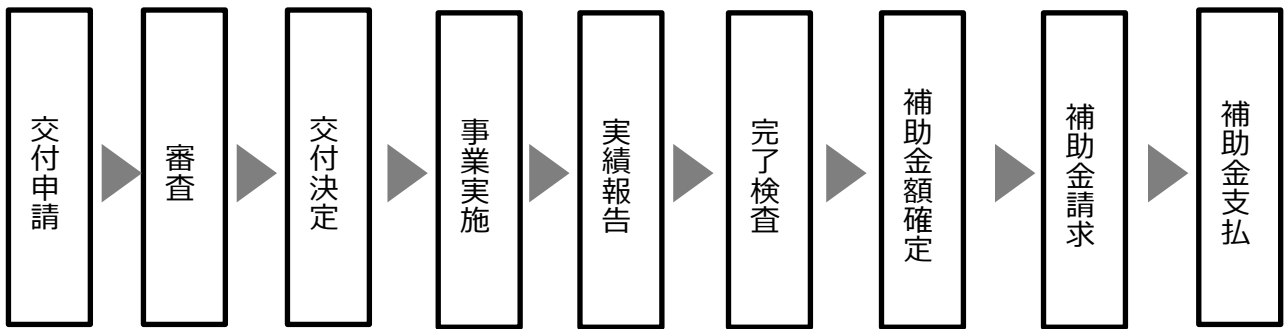 交付申請
審査
交付決定
事業実施
実績報告
完了検査
補助金額確定
補助金請求
補助金支払